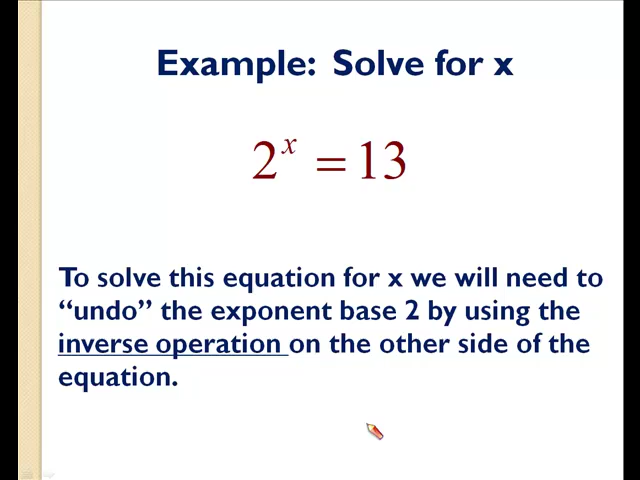 Example: Solve for x
2^x = 13
To solve this equation for x we will need to
“undo” the exponent base 2 by using the
inverse operation on the other side of the
equation.